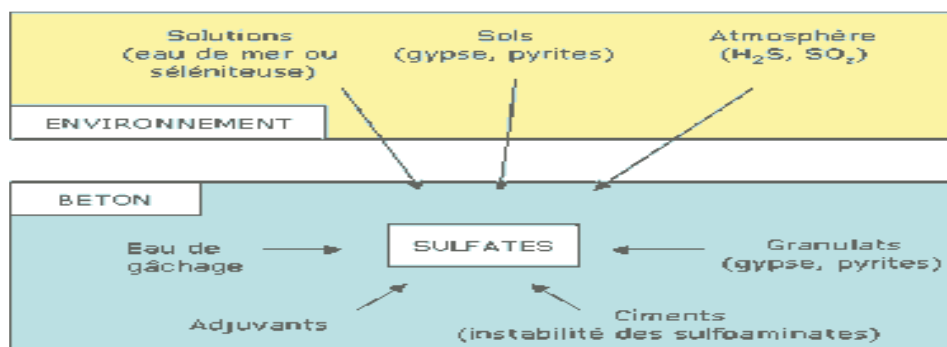 Solutions
(eau de mer ou
séléniteuse)
Sols
(gypse, pyrites)
Atmosphère
(H₂S, SO₂)
ENVIRONNEMENT
BETON
Eau de
gâchage
SULFATES
Granulats
(gypse, pyrites)
Adjuvants
Ciments
(instabilité des sulfoaminates)